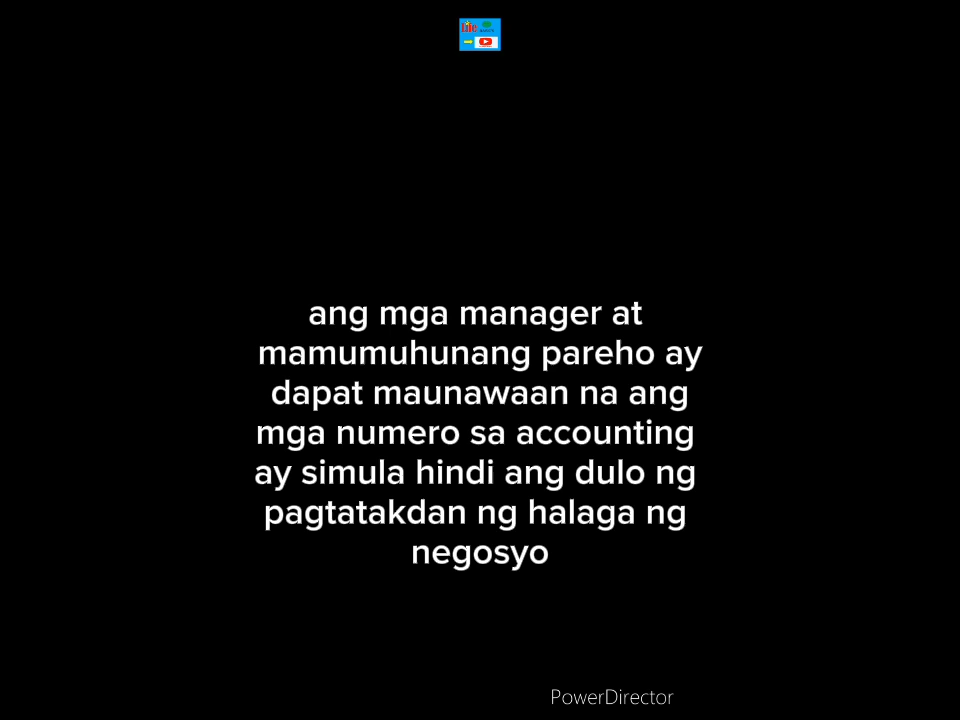 Life
ang mga manager at
mamumuhunang pareho ay
dapat maunawaan na ang
mga numero sa accounting
ay simula hindi ang dulo ng
pagtatakdan ng halaga ng
negosyo
PowerDirector